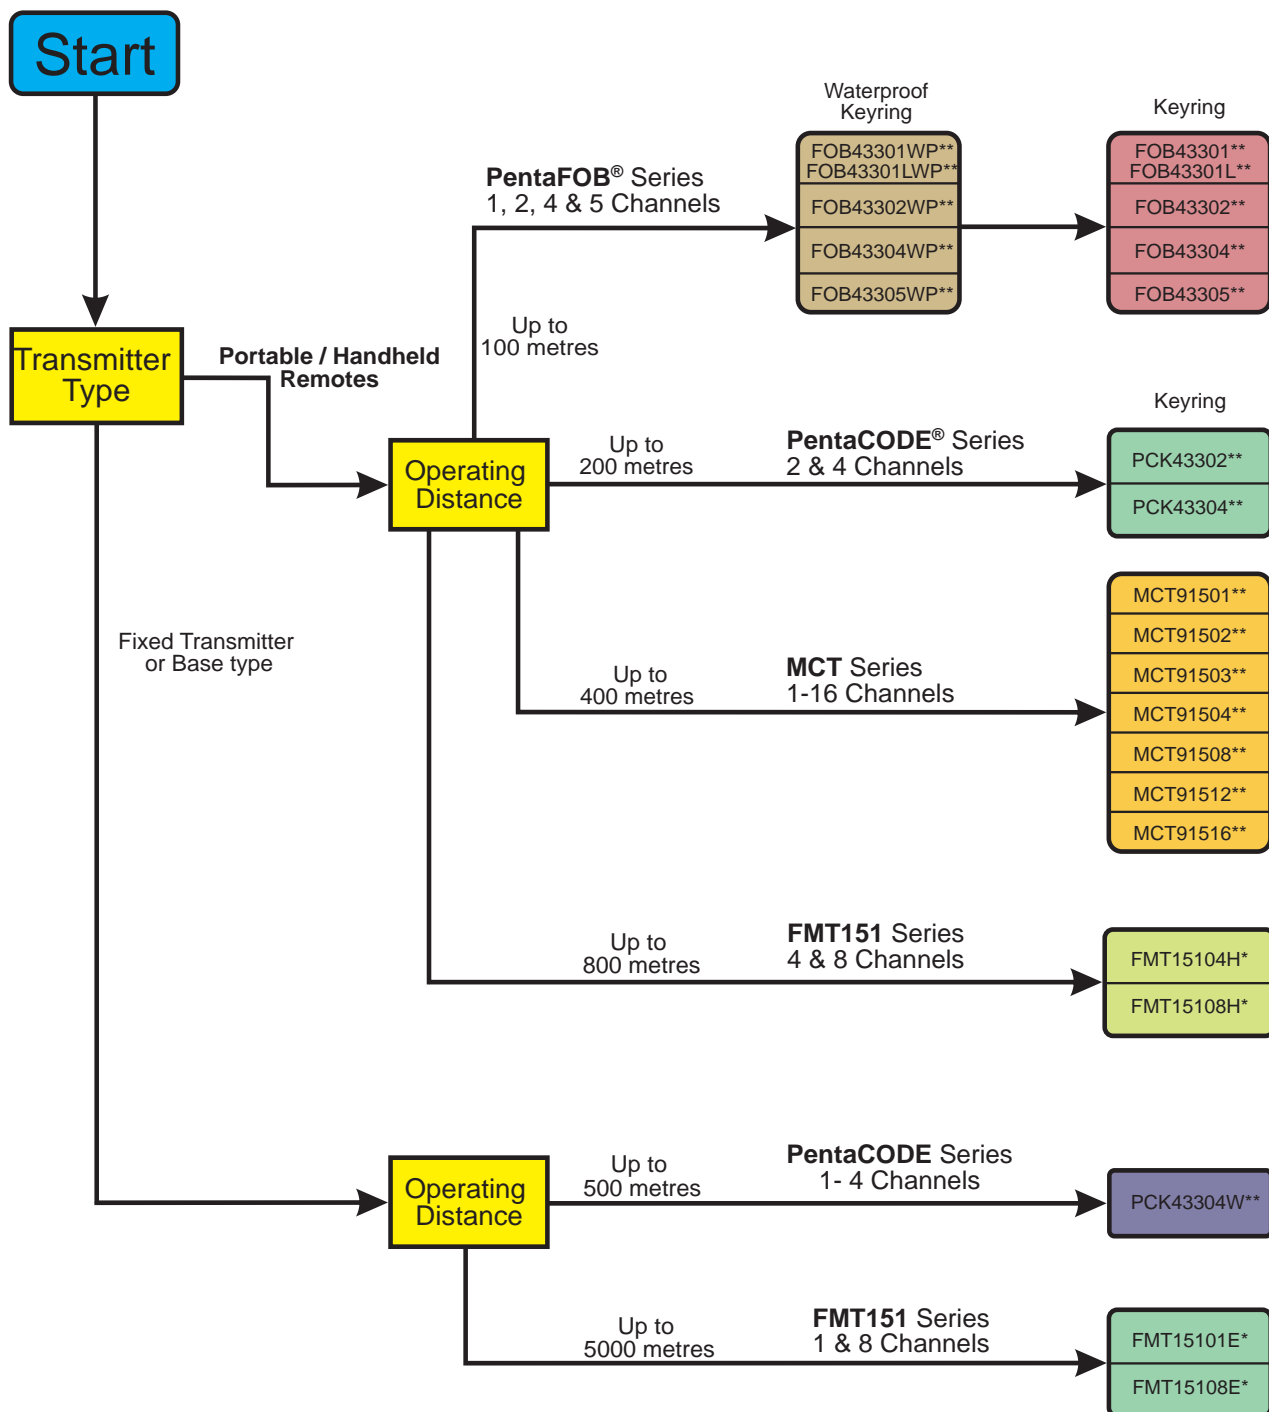 Start
Waterproof
Keyring
Keyring
FOB43301WP**
FOB43301LWP**
FOB43302WP**
FOB43304WP**
FOB43305WP**
FOB43301**
FOB43301L**
FOB43302**
FOB43304**
FOB43305**
PentaFOB® Series
1, 2, 4 & 5 Channels
Up to
100 metres
Transmitter
Type
Portable / Handheld
Remotes
Operating
Distance
Up to
200 metres
PentaCODE® Series
2 & 4 Channels
Keyring
PCK43302**
PCK43304**
Fixed Transmitter
or Base type
Up to
400 metres
MCT Series
1-16 Channels
MCT91501**
MCT91502**
MCT91503**
MCT91504**
MCT91508**
MCT91512**
MCT91516**
Up to
800 metres
FMT151 Series
4 & 8 Channels
FMT15104H*
FMT15108H*
Operating
Distance
Up to
500 metres
PentaCODE Series
1- 4 Channels
PCK43304W**
Up to
5000 metres
FMT151 Series
1 & 8 Channels
FMT15101E*
FMT15108E*